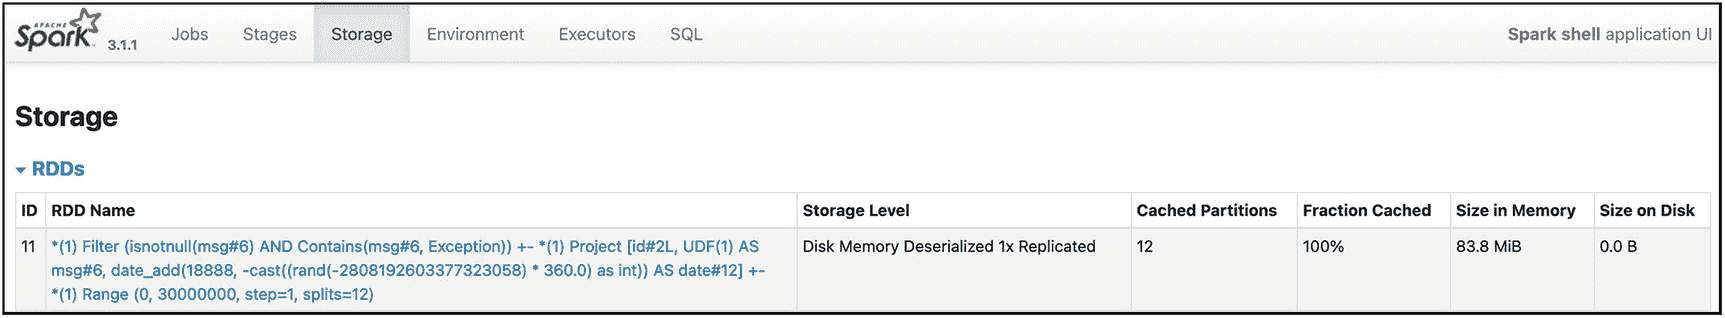 APACHE
Spark 3.1.1 Jobs Stages Storage Environment Executors SQL Spark shell application UI
Storage
RDDs
ID RDD Name Storage Level Cached Partitions Fraction Cached Size in Memory Size on Disk
11 *(1) Filter (isnotnull(msg#6) AND Contains(msg#6, Exception)) +- *(1) Project [id#2L, UDF(1) AS Disk Memory Deserialized 1x Replicated 12 100% 83.8 MiB 0.0 B
msg#6, date_add(18888, -cast((rand(-2808192603377323058) * 360.0) as int)) AS date#12] +-
*(1) Range (0, 30000000, step=1, splits=12)